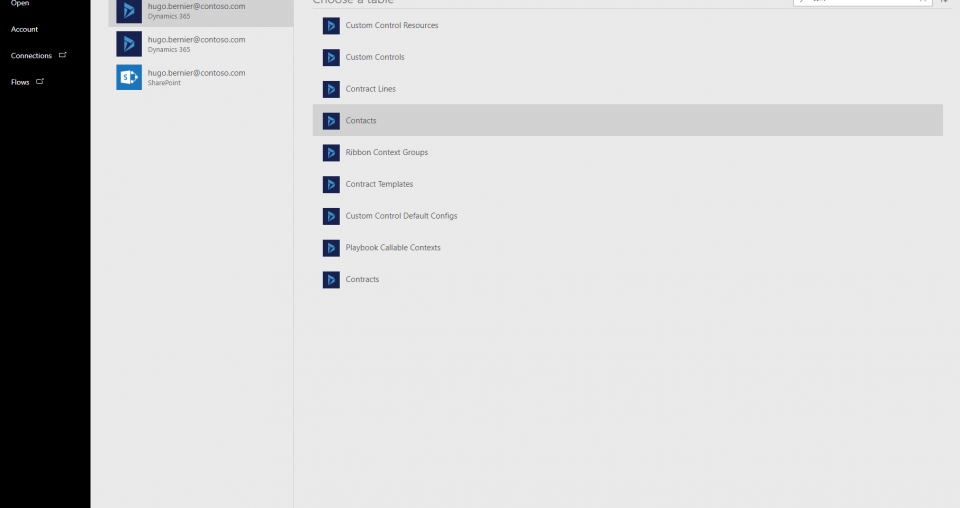 Open
Account
Connections
Flows
hugo.bernier@contoso.com
Dynamics 365
hugo.bernier@contoso.com
Dynamics 365
hugo.bernier@contoso.com
SharePoint
Choose a table
Custom Control Resources
Custom Controls
Contract Lines
Contacts
Ribbon Context Groups
Contract Templates
Custom Control Default Configs
Playbook Callable Contexts
Contracts